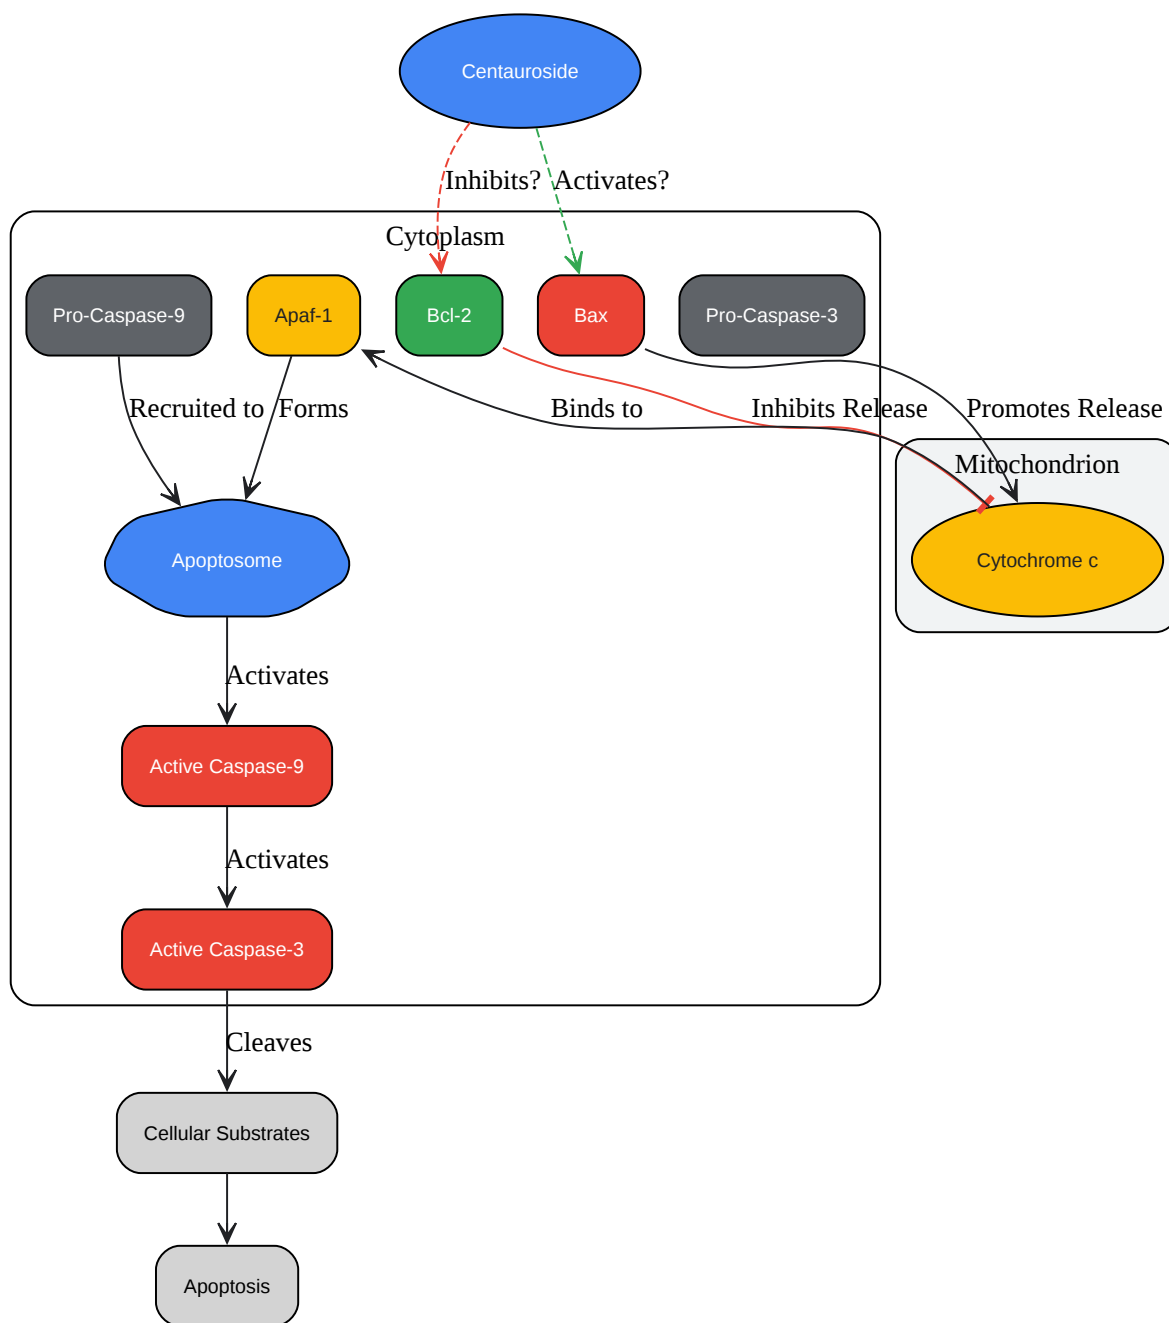 Centauroside
Inhibits? Activates?
Cytoplasm
Pro-Caspase-9
Apaf-1
Bcl-2
Bax
Pro-Caspase-3
Recruited to
Forms
Binds to
Inhibits Release
Promotes Release
Mitochondrion
Apoptosome
Cytochrome c
Activates
Active Caspase-9
Activates
Active Caspase-3
Cleaves
Cellular Substrates
Apoptosis